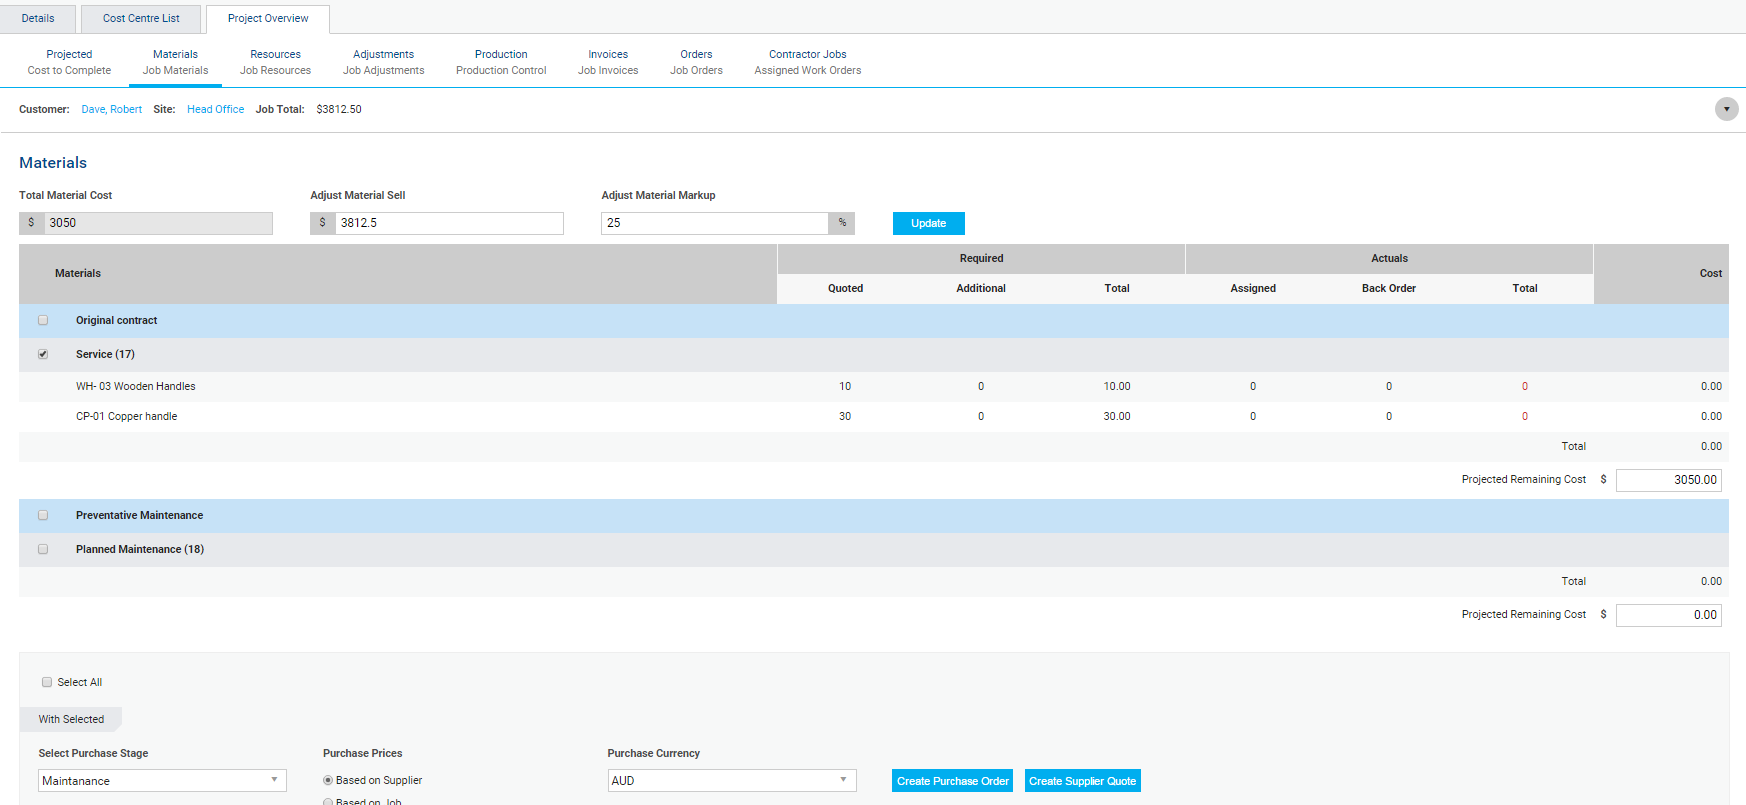 Details Cost Centre List Project Overview
Projected Materials Resources Adjustments Production Invoices Orders Contractor Jobs
Cost to Complete Job Materials Job Resources Job Adjustments Production Control Job Invoices Job Orders Assigned Work Orders
Customer: Dave, Robert Site: Head Office Job Total: $3812.50
Materials
Total Material Cost Adjust Material Sell Adjust Material Markup
$ 3050 $ 3812.5 25 % Update
Required Actuals
Materials Cost
Quoted Additional Total Assigned Back Order Total
Original contract
Service (17)
WH- 03 Wooden Handles 10 0 10.00 0 0 0 0.00
CP-01 Copper handle 30 0 30.00 0 0 0 0.00
Total 0.00
Projected Remaining Cost $ 3050.00
Preventative Maintenance
Planned Maintenance (18)
Total 0.00
Projected Remaining Cost $ 0.00
Select All
With Selected
Select Purchase Stage Purchase Prices Purchase Currency
Maintanance Based on Supplier AUD Create Purchase Order Create Supplier Quote
Based on Job